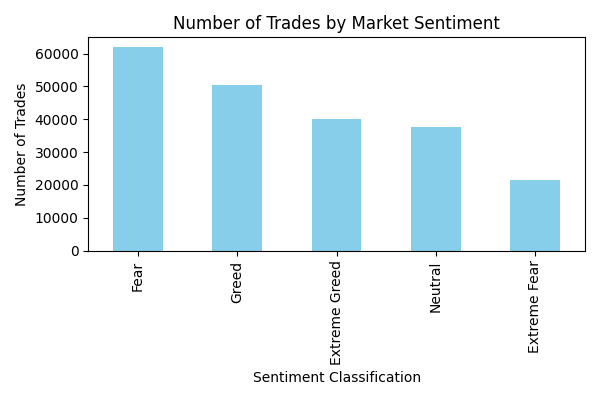 Number of Trades by Market Sentiment
Number of Trades
60000
50000
40000
30000
20000
10000
0
Fear
Greed
Extreme Greed
Neutral
Extreme Fear
Sentiment Classification